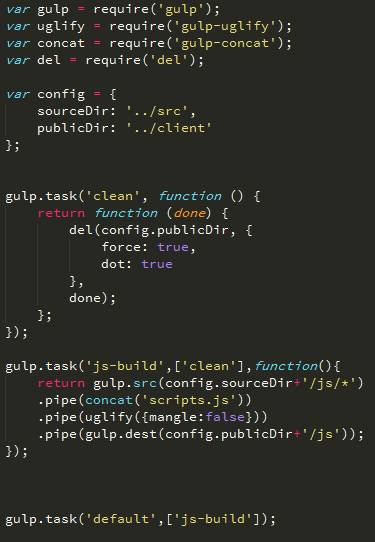 var gulp = require('gulp');
var uglify = require('gulp-uglify');
var concat = require('gulp-concat');
var del = require('del');

var config = {
    sourceDir: '../src',
    publicDir: '../client'
};


gulp.task('clean', function () {
    return function (done) {
        del(config.publicDir, {
            force: true,
            dot: true
        },
        done);
    };
});

gulp.task('js-build',['clean'],function(){
    return gulp.src(config.sourceDir+'/js/*')
    .pipe(concat('scripts.js'))
    .pipe(uglify({mangle:false}))
    .pipe(gulp.dest(config.publicDir+'/js'));
});



gulp.task('default',['js-build']);